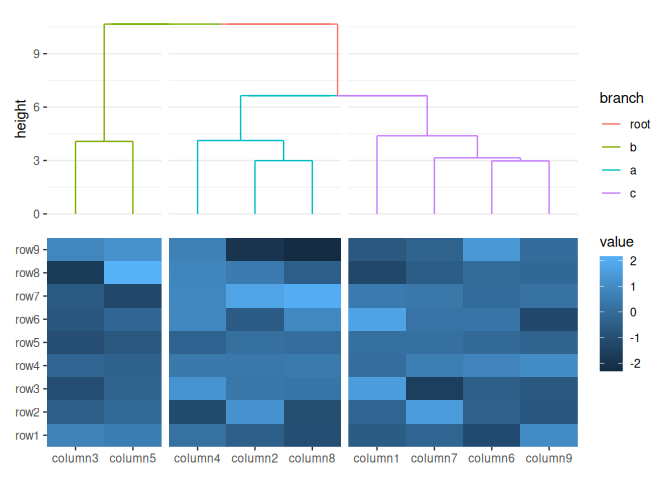 height
9
6
3
0
branch
root
b
a
c
row9
row8
row7
row6
row5
row4
row3
row2
row1
value
2
1
0
-1
-2
column3 column5 column4 column2 column8 column1 column7 column6 column9